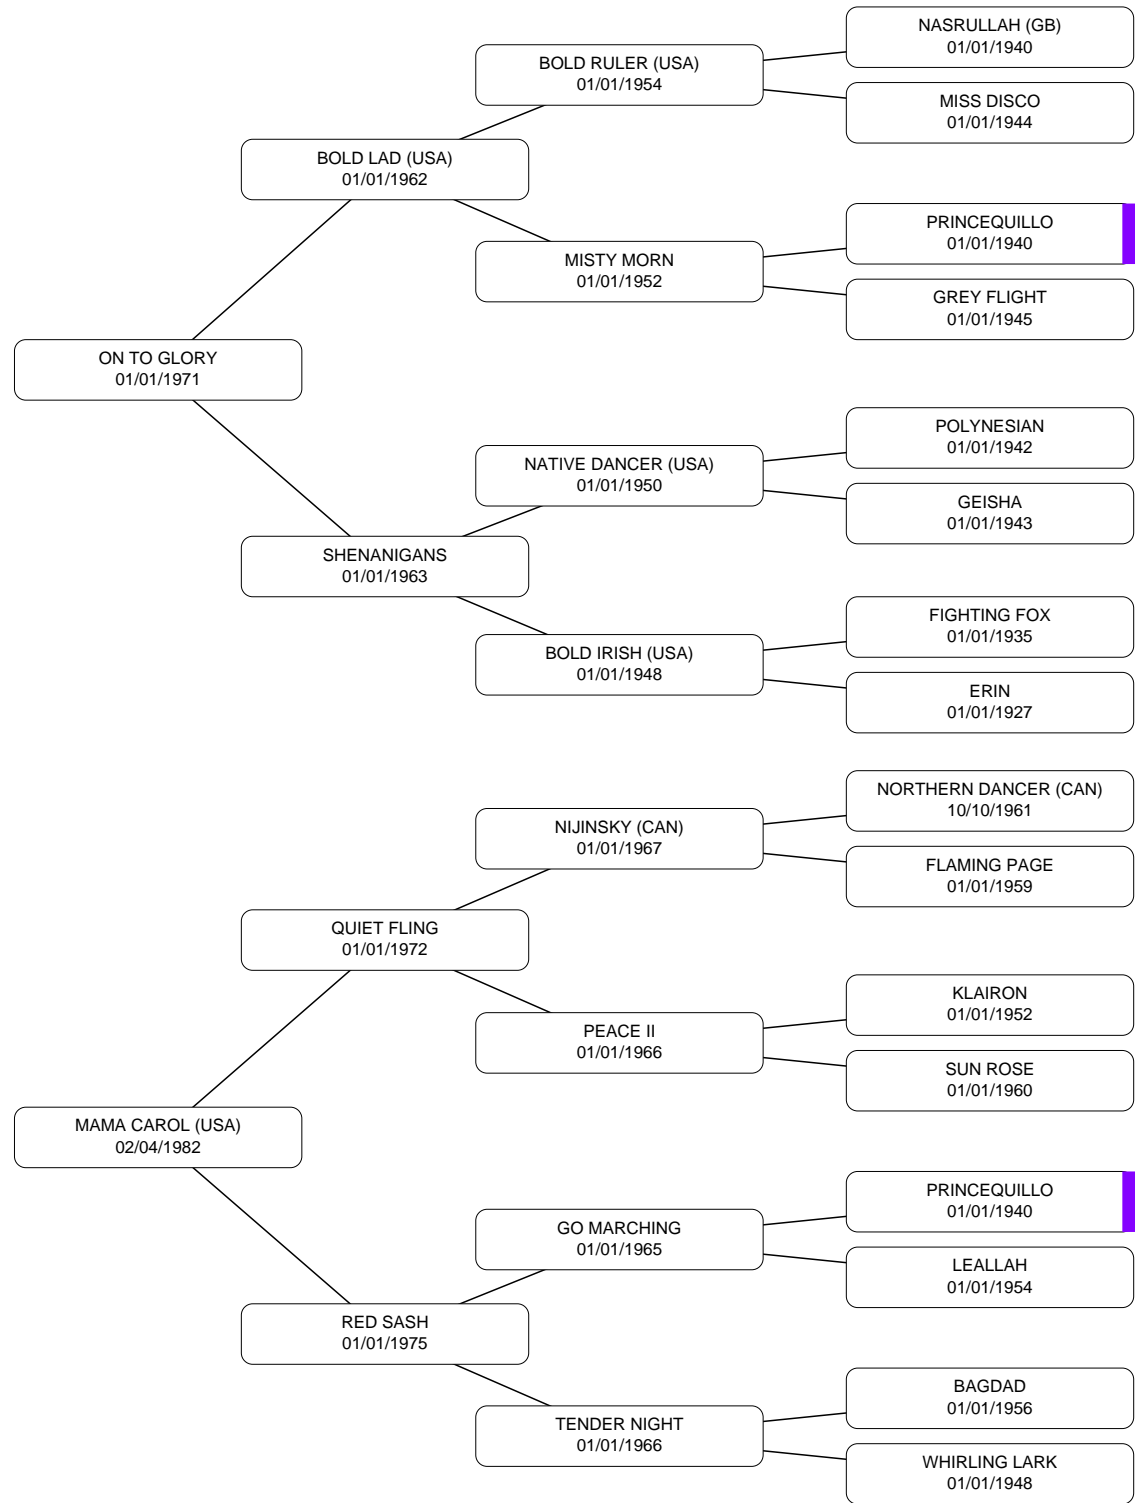 NASRULLAH (GB)
01/01/1940
BOLD RULER (USA)
01/01/1954
MISS DISCO
01/01/1944
BOLD LAD (USA)
01/01/1962
PRINCEQUILLO
01/01/1940
MISTY MORN
01/01/1952
GREY FLIGHT
01/01/1945
ON TO GLORY
01/01/1971
POLYNESIAN
01/01/1942
NATIVE DANCER (USA)
01/01/1950
GEISHA
01/01/1943
SHENANIGANS
01/01/1963
FIGHTING FOX
01/01/1935
BOLD IRISH (USA)
01/01/1948
ERIN
01/01/1927
NORTHERN DANCER (CAN)
10/10/1961
NIJINSKY (CAN)
01/01/1967
FLAMING PAGE
01/01/1959
QUIET FLING
01/01/1972
KLAIRON
01/01/1952
PEACE II
01/01/1966
SUN ROSE
01/01/1960
MAMA CAROL (USA)
02/04/1982
PRINCEQUILLO
01/01/1940
GO MARCHING
01/01/1965
LEALLAH
01/01/1954
RED SASH
01/01/1975
BAGDAD
01/01/1956
TENDER NIGHT
01/01/1966
WHIRLING LARK
01/01/1948